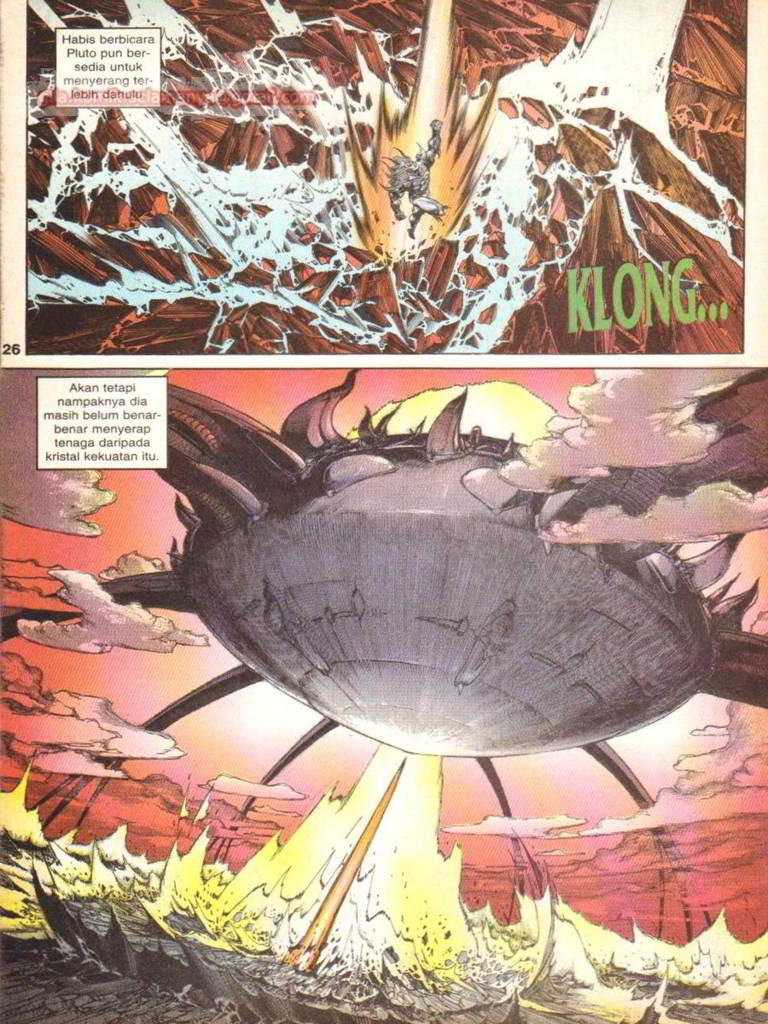 Habis berbicara
Pluto pun ber-
sedia untuk
menyerang ter-
lebih dahulu.
KLONG...
26
Akan tetapi
nampaknya dia
masih belum benar-
benar menyerap
tenaga daripada
kristal kekuatan itu.